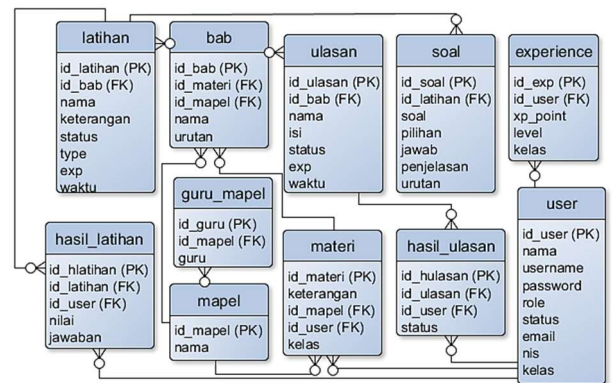 latihan
id_latihan (PK)
id_bab (FK)
nama
keterangan
status
type
exp
waktu
bab
id_bab (PK)
id_materi (FK)
id_mapel (FK)
nama
urutan
ulasan
id_ulasan (PK)
id_bab (FK)
nama
isi
status
exp
waktu
soal
id_soal (PK)
id_latihan (FK)
soal
pilihan
jawab
penjelasan
urutan
experience
id_exp (PK)
id_user (FK)
xp_point
level
kelas
guru_mapel
id_guru (PK)
id_mapel (FK)
guru
user
id_user (PK)
nama
username
password
role
status
email
nis
kelas
hasil_latihan
id_hlatihan (PK)
id_latihan (FK)
id_user (FK)
nilai
jawaban
mapel
id_mapel (PK)
nama
materi
id_materi (PK)
keterangan
id_mapel (FK)
id_user (FK)
kelas
hasil_ulasan
id_hulasan (PK)
id_ulasan (FK)
id_user (FK)
status